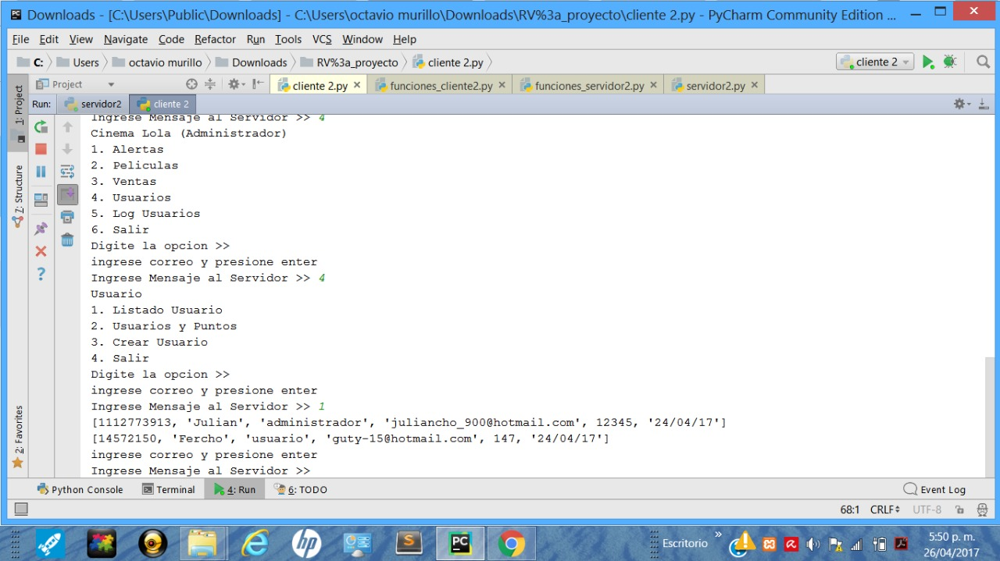 Downloads - [C:\Users\Public\Downloads] - C:\Users\octavio murillo\Downloads\RV%3a_proyecto\cliente 2.py - PyCharm Community Edition ...
File Edit View Navigate Code Refactor Run Tools VCS Window Help
C: Users octavio murillo Downloads RV%3a_proyecto cliente 2.py cliente 2
Project cliente 2.py funciones_cliente2.py funciones_servidor2.py servidor2.py
Run: servidor2 cliente 2
1: Project
7: Structure
2: Favorites
Ingrese Mensaje al Servidor >> 4
Cinema Lola (Administrador)
1. Alertas
2. Peliculas
3. Ventas
4. Usuarios
5. Log Usuarios
6. Salir
Digite la opcion >>
ingrese correo y presione enter
Ingrese Mensaje al Servidor >> 4
Usuario
1. Listado Usuario
2. Usuarios y Puntos
3. Crear Usuario
4. Salir
Digite la opcion >>
ingrese correo y presione enter
Ingrese Mensaje al Servidor >> 1
[1112773913, 'Julian', 'administrador', 'juliancho_900@hotmail.com', 12345, '24/04/17']
[14572150, 'Fercho', 'usuario', 'guty-15@hotmail.com', 147, '24/04/17']
ingrese correo y presione enter
Ingrese Mensaje al Servidor >>
Python Console Terminal 4: Run 6: TODO Event Log
68:1 CRLF UTF-8
Escritorio 5:50 p. m.
26/04/2017